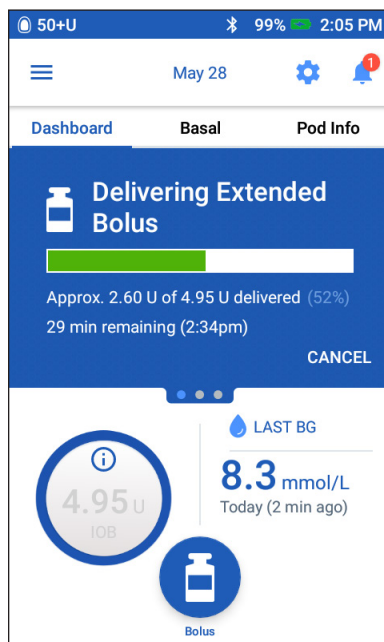 50+U 99% 2:05 PM
May 28 1
Dashboard Basal Pod Info
Delivering Extended
Bolus
Approx. 2.60 U of 4.95 U delivered (52%)
29 min remaining (2:34pm)
CANCEL
LAST BG
8.3 mmol/L
Today (2 min ago)
4.95 U
IOB
Bolus